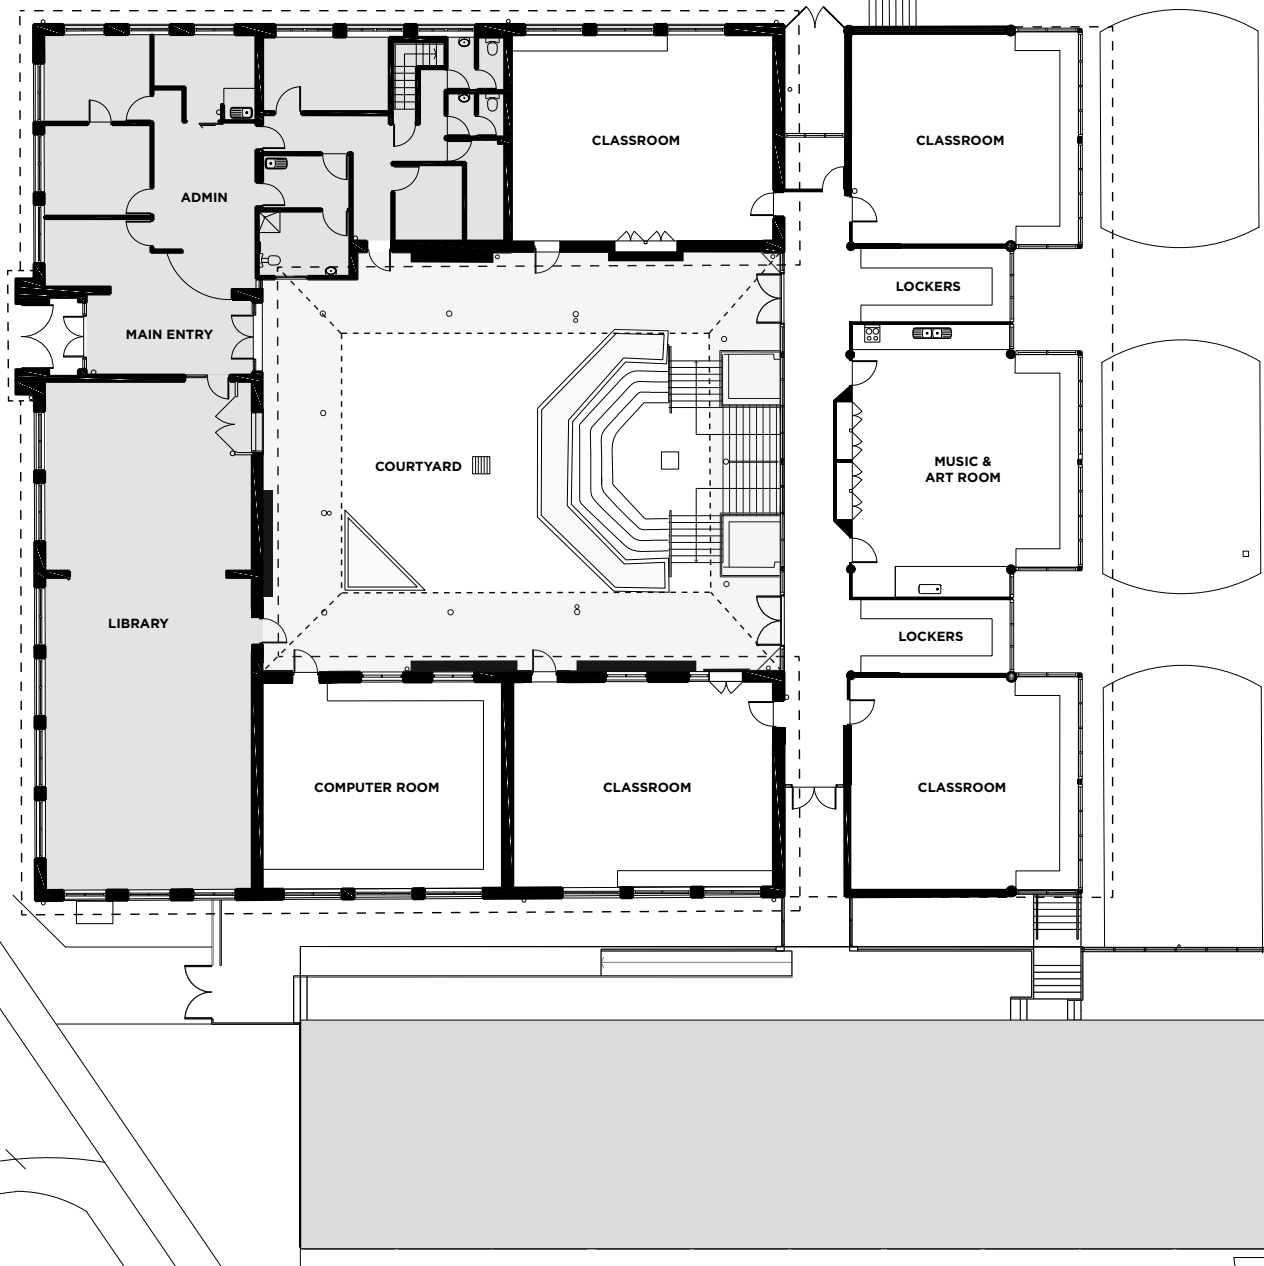 CLASSROOM
CLASSROOM
ADMIN
LOCKERS
MAIN ENTRY
COURTYARD
MUSIC &
ART ROOM
LIBRARY
LOCKERS
COMPUTER ROOM
CLASSROOM
CLASSROOM